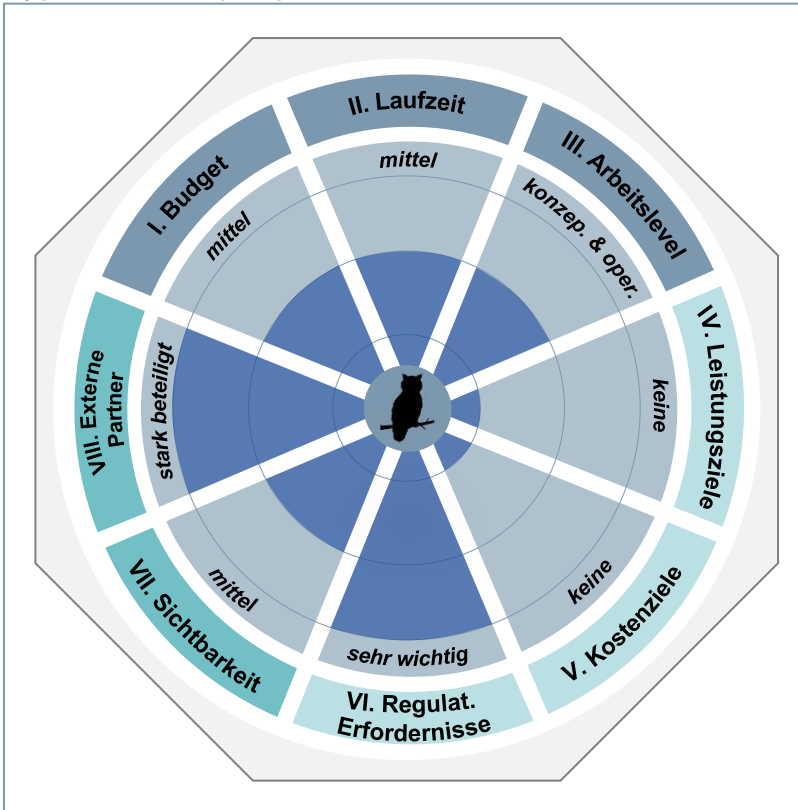 I. Budget
mittel
II. Laufzeit
mittel
III. Arbeitslevel
konzep. & oper.
IV. Leistungsziele
keine
V. Kostenziele
keine
VI. Regulat.
Erfordernisse
sehr wichtig
VII. Sichtbarkeit
mittel
VIII. Externe
Partner
stark beteiligt